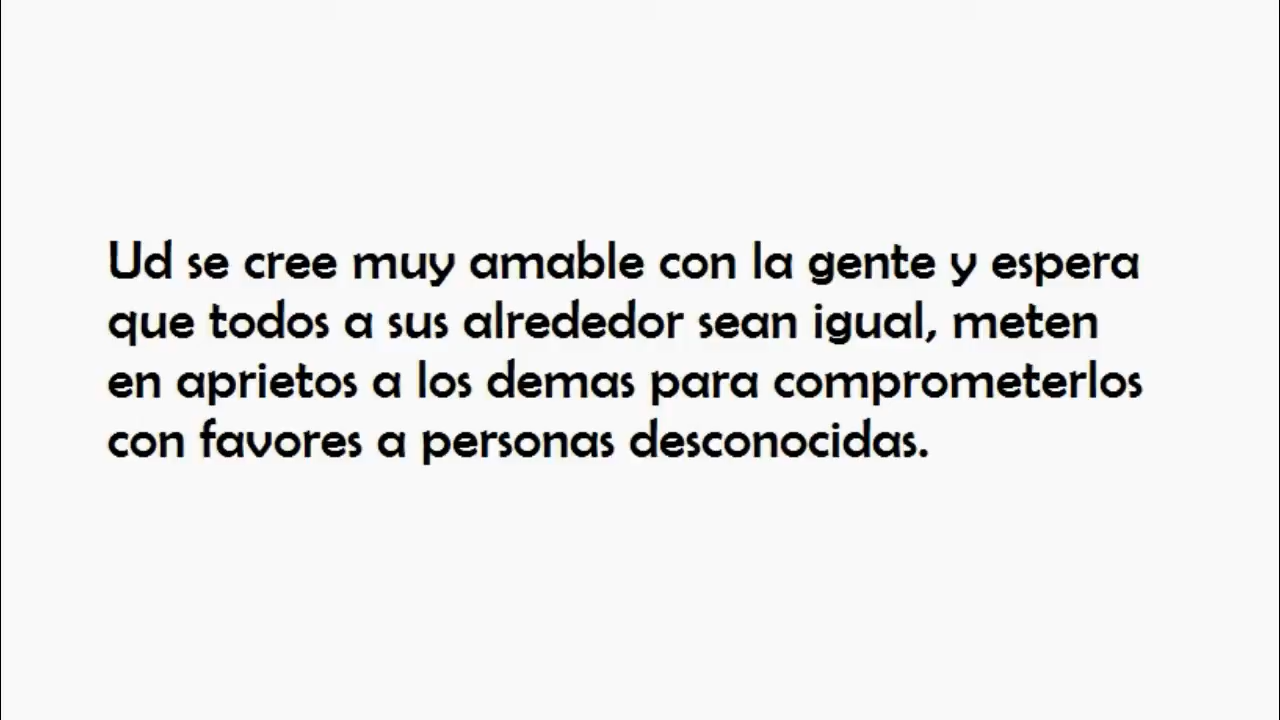 Ud se cree muy amable con la gente y espera
que todos a sus alrededor sean igual, meten
en aprietos a los demas para comprometerlos
con favores a personas desconocidas.